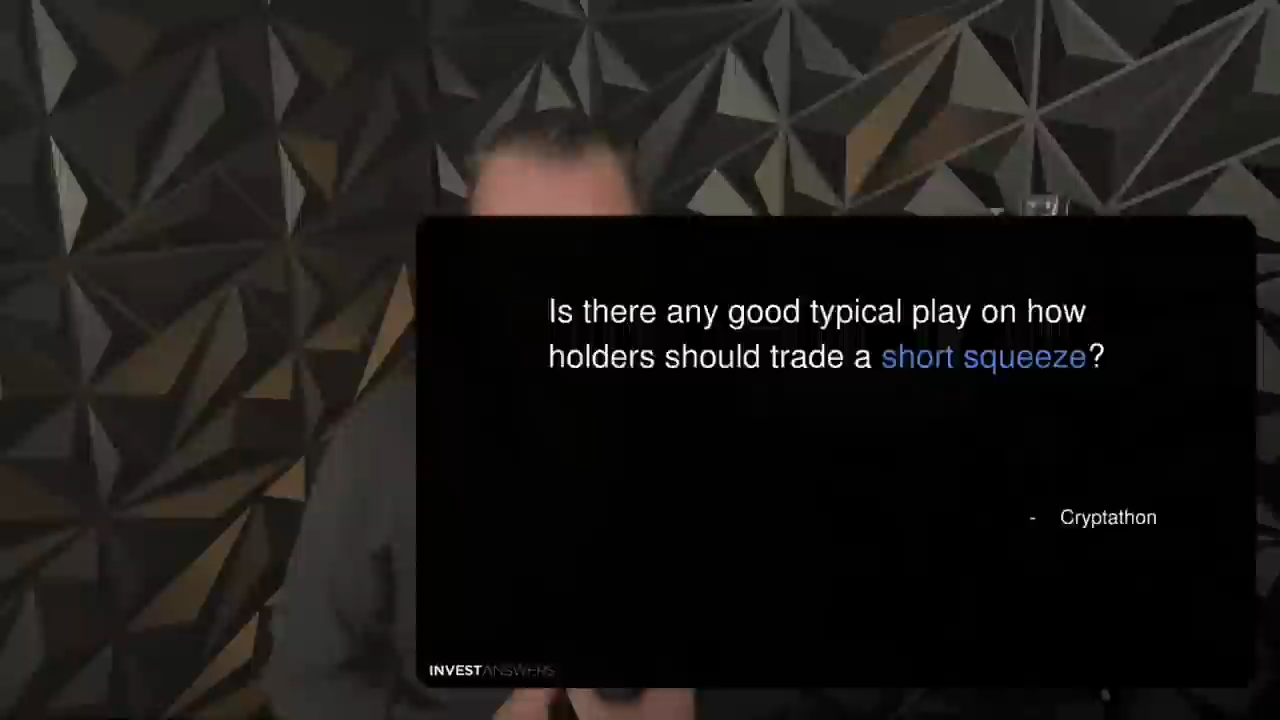 Is there any good typical play on how
holders should trade a short squeeze?
- Cryptathon
INVESTANSWERS